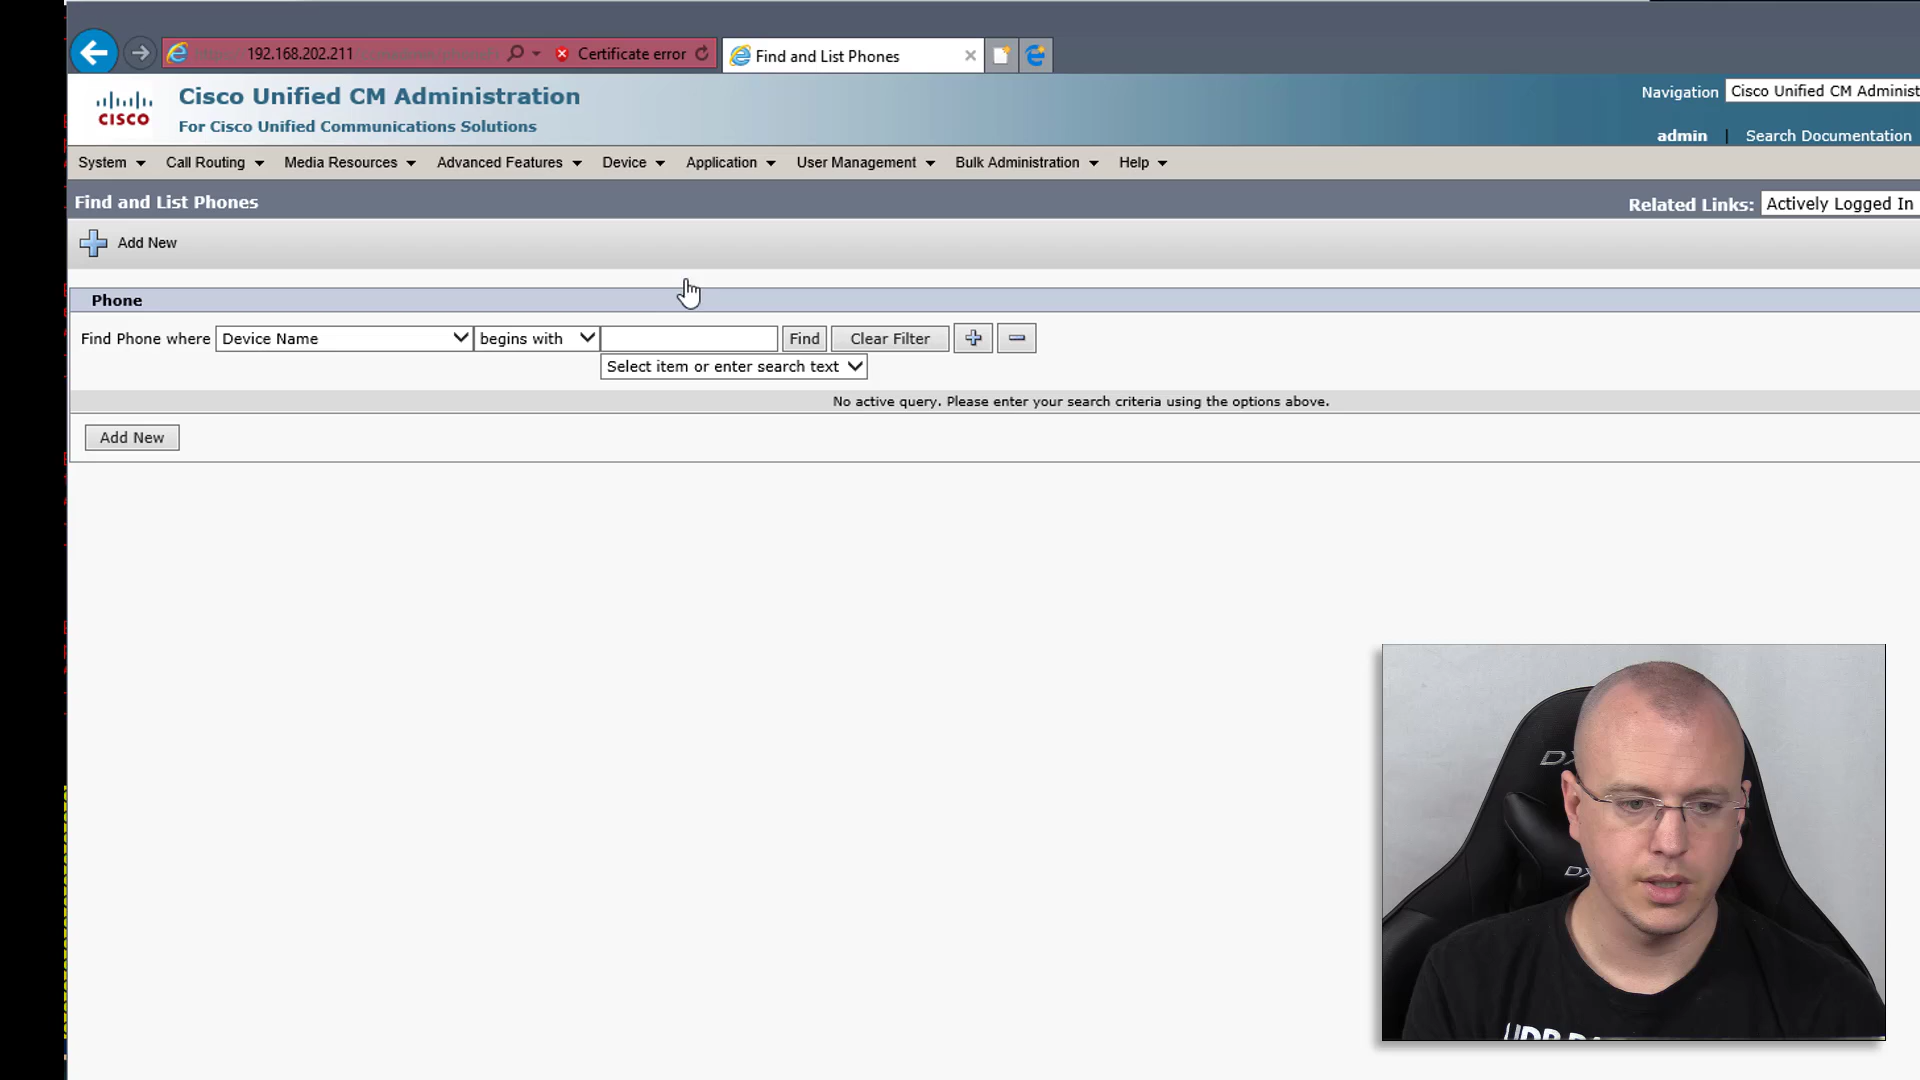 192.168.202.211
Certificate error
Find and List Phones
CISCO
Cisco Unified CM Administration
For Cisco Unified Communications Solutions
Navigation
Cisco Unified CM Administ
admin | Search Documentation
System
Call Routing
Media Resources
Advanced Features
Device
Application
User Management
Bulk Administration
Help
Find and List Phones
Related Links: Actively Logged In
Add New
Phone
Find Phone where
Device Name
begins with
Find
Clear Filter
Select item or enter search text
No active query. Please enter your search criteria using the options above.
Add New